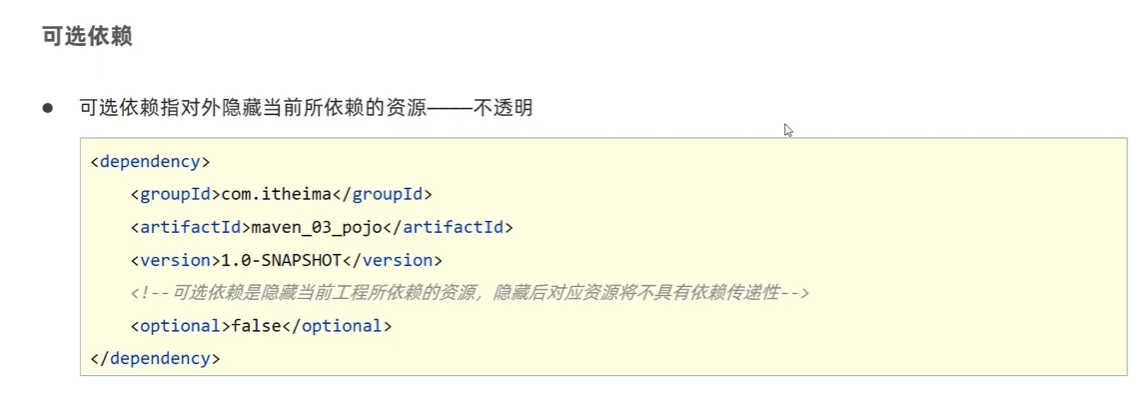 可选依赖
● 可选依赖指对外隐藏当前所依赖的资源————不透明
<dependency>
    <groupId>com.itheima</groupId>
    <artifactId>maven_03_pojo</artifactId>
    <version>1.0-SNAPSHOT</version>
    <!--可选依赖是隐藏当前工程所依赖的资源，隐藏后对应资源将不具有依赖传递性-->
    <optional>false</optional>
</dependency>